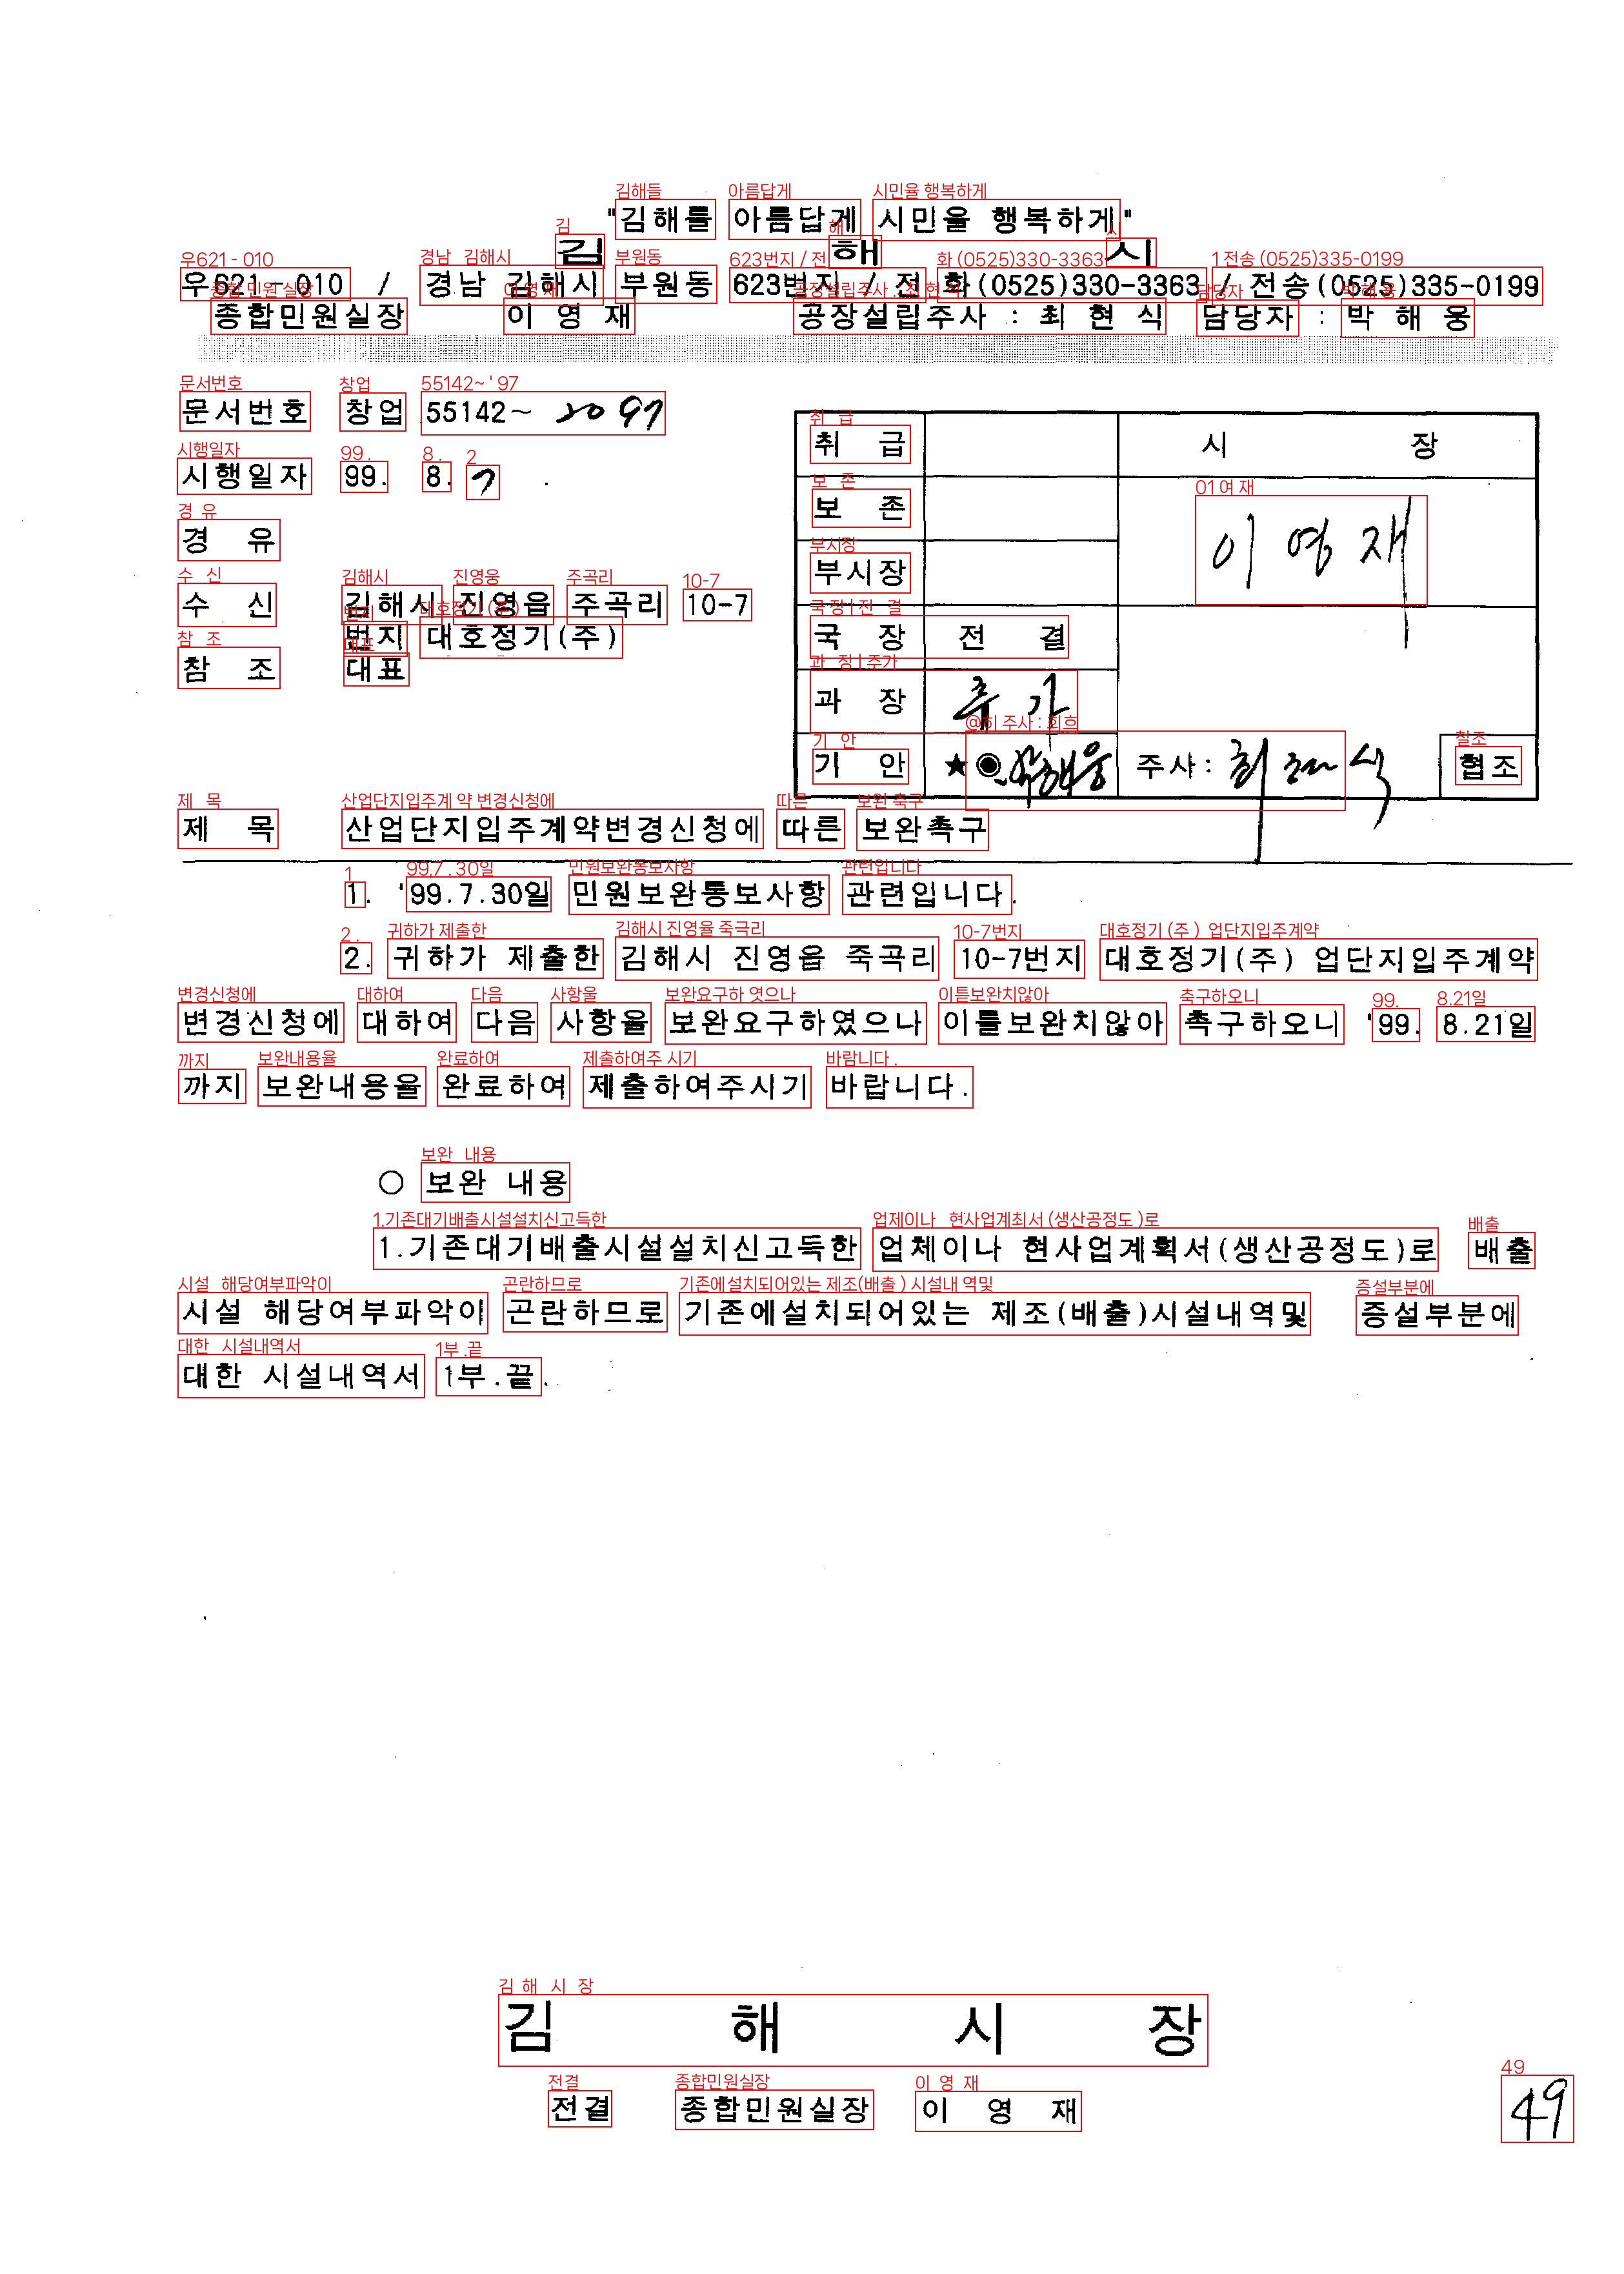 "김해를 아름답게 시민을 행복하게"
김 해 시
우621-010 / 경남 김해시 부원동 623번지 / 전화(0525)330-3363 / 전송(0525)335-0199
종합민원실장 이 영 재 공장설립주사 : 최 현 식 담당자 : 박 해 웅
문서번호 창업 55142~ 2097
시행일자 99. 8. 7 .
경 유
수 신 김해시 진영읍 주곡리 10-7
번지 대호정기(주)
참 조 대표
취 급 시 장
보 존 이 영 재
부시장
국 장 전 결
과 장
기 안 ★ ◉ 박해웅 주사: 최 현 식 협조
제 목 산업단지입주계약변경신청에 따른 보완촉구
1. '99.7.30일 민원보완통보사항 관련입니다.
2. 귀하가 제출한 김해시 진영읍 죽곡리 10-7번지 대호정기(주) 업단지입주계약
변경신청에 대하여 다음 사항을 보완요구하였으나 이를보완치않아 촉구하오니 '99. 8.21일
까지 보완내용을 완료하여 제출하여주시기 바랍니다.
○ 보완 내용
1.기존대기배출시설설치신고득한 업체이나 현사업계획서(생산공정도)로 배출
시설 해당여부파악이 곤란하므로 기존에설치되어있는 제조(배출)시설내역및 증설부분에
대한 시설내역서 1부.끝.
김 해 시 장
전결 종합민원실장 이 영 재
49